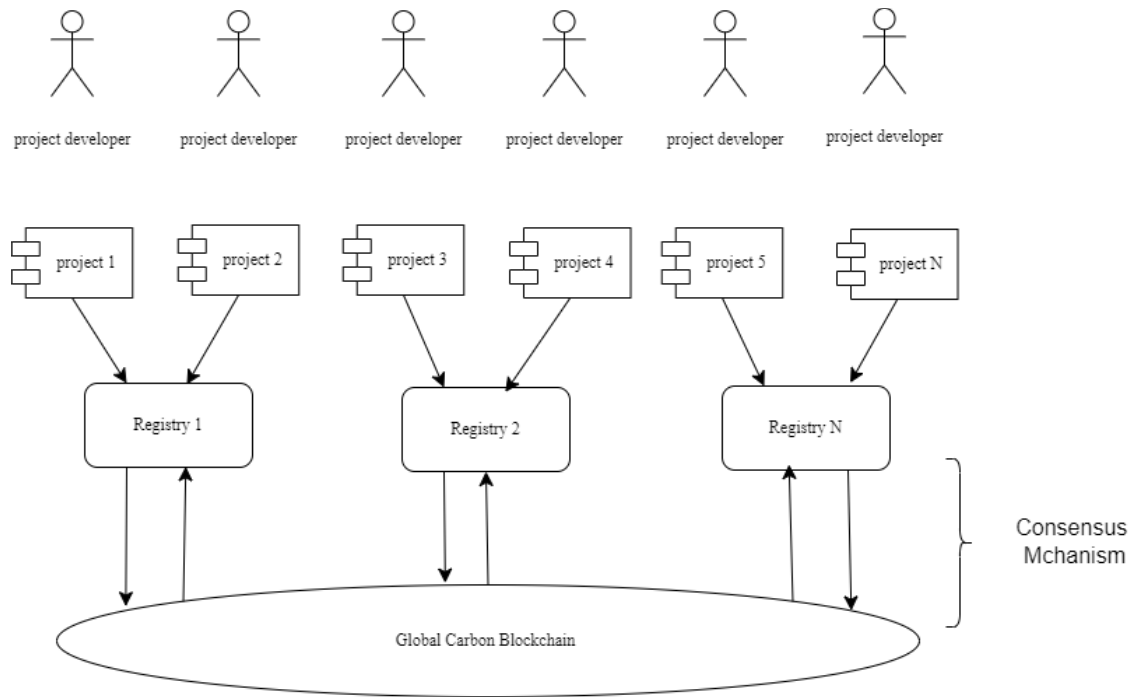 project developer
project developer
project developer
project developer
project developer
project developer
project 1
project 2
project 3
project 4
project 5
project N
Registry 1
Registry 2
Registry N
Consensus
Mchanism
Global Carbon Blockchain